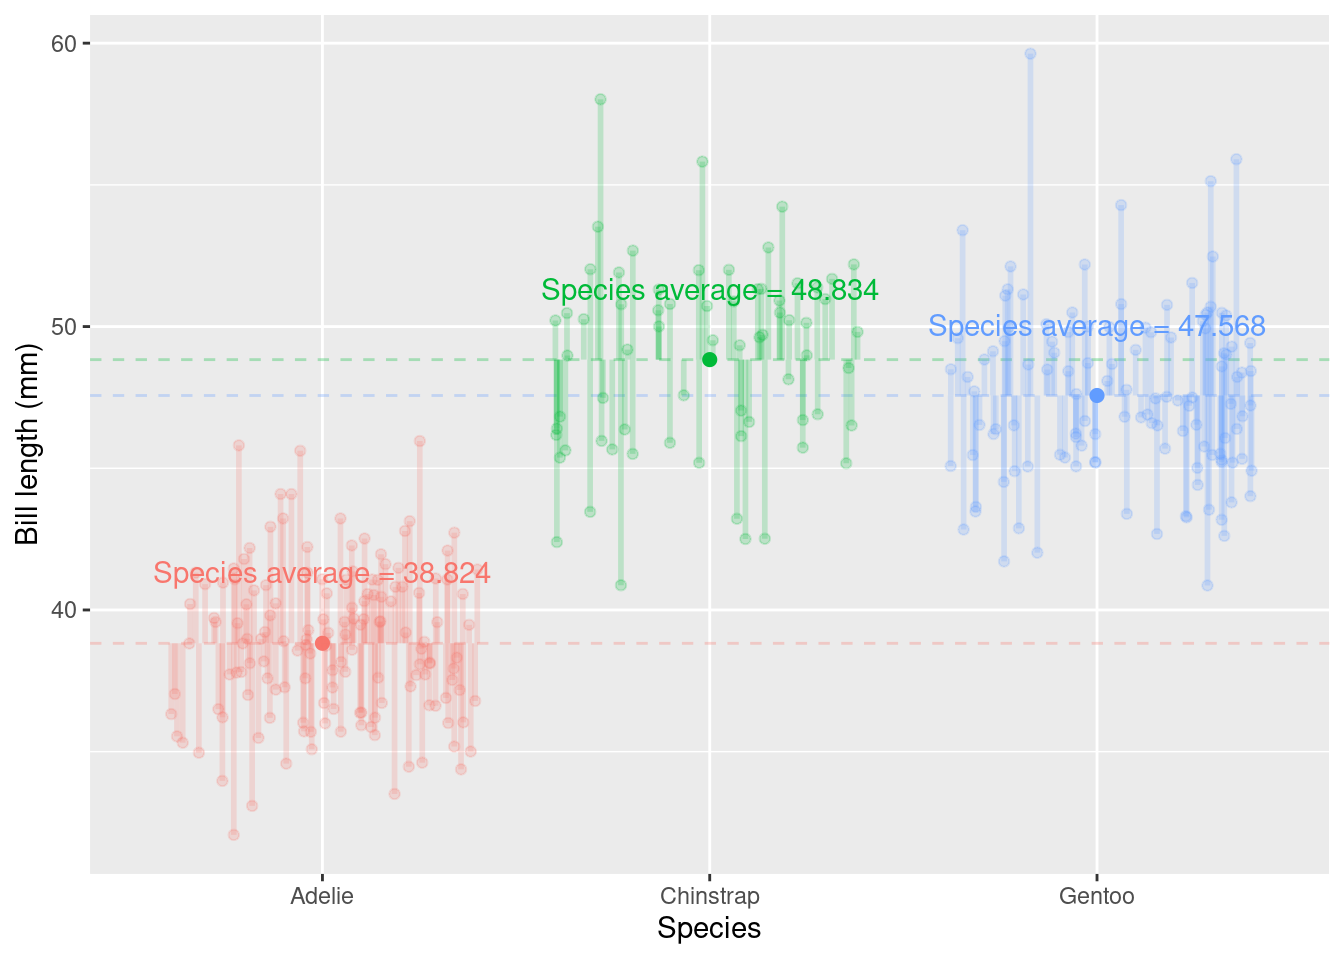 60
50
40
Bill length (mm)
Species average = 48.834
Species average = 47.568
Species average = 38.824
Adelie
Chinstrap
Gentoo
Species